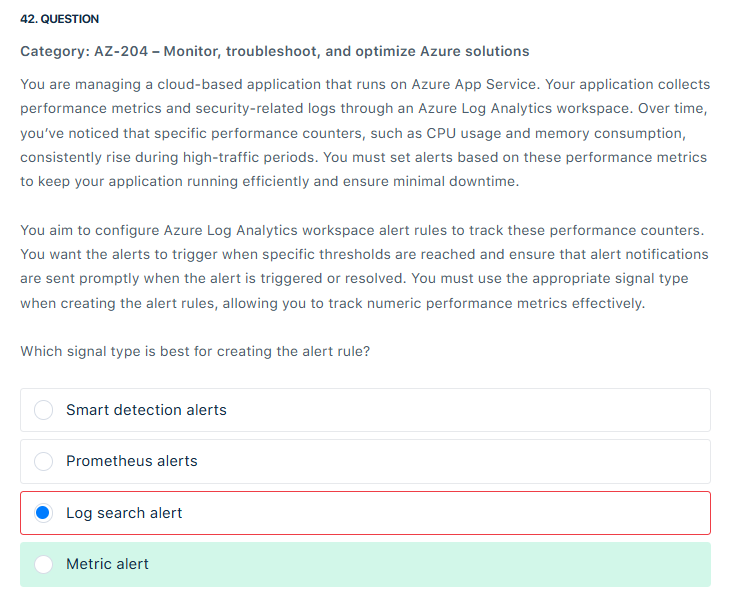 42. QUESTION
Category: AZ-204 – Monitor, troubleshoot, and optimize Azure solutions
You are managing a cloud-based application that runs on Azure App Service. Your application collects
performance metrics and security-related logs through an Azure Log Analytics workspace. Over time,
you’ve noticed that specific performance counters, such as CPU usage and memory consumption,
consistently rise during high-traffic periods. You must set alerts based on these performance metrics
to keep your application running efficiently and ensure minimal downtime.
You aim to configure Azure Log Analytics workspace alert rules to track these performance counters.
You want the alerts to trigger when specific thresholds are reached and ensure that alert notifications
are sent promptly when the alert is triggered or resolved. You must use the appropriate signal type
when creating the alert rules, allowing you to track numeric performance metrics effectively.
Which signal type is best for creating the alert rule?
Smart detection alerts
Prometheus alerts
Log search alert
Metric alert